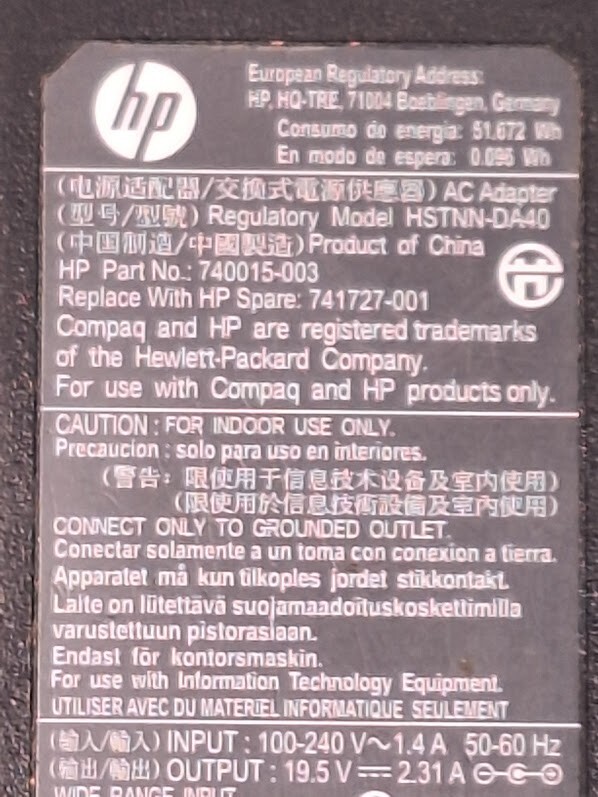 hp
European Regulatory Address:
HP, HQ-TRE, 71004 Boeblingen, Germany
Consumo de energia: 51.672 Wh
En modo de espera: 0.096 Wh
(电源适配器/交換式電源供應器) AC Adapter
(型号/型號) Regulatory Model HSTNN-DA40
(中国制造/中國製造) Product of China
HP Part No.: 740015-003
Replace With HP Spare: 741727-001
Compaq and HP are registered trademarks
of the Hewlett-Packard Company.
For use with Compaq and HP products only.
CAUTION : FOR INDOOR USE ONLY.
Precaucion : solo para uso en interiores.
(警告: 限使用于信息技术设备及室内使用)
(限使用於信息技術設備及室內使用)
CONNECT ONLY TO GROUNDED OUTLET.
Conectar solamente a un toma con conexion a tierra.
Apparatet må kun tilkoples jordet stikkontakt.
Laite on liitettävä suojamaadoituskoskettimilla
varustettuun pistorasiaan.
Endast för kontorsmaskin.
For use with Information Technology Equipment.
UTILISER AVEC DU MATERIEL INFORMATIQUE SEULEMENT
(输入/輸入) INPUT : 100-240 V~1.4 A 50-60 Hz
(输出/輸出) OUTPUT : 19.5 V⎓2.31 A
WIDE RANGE INPUT